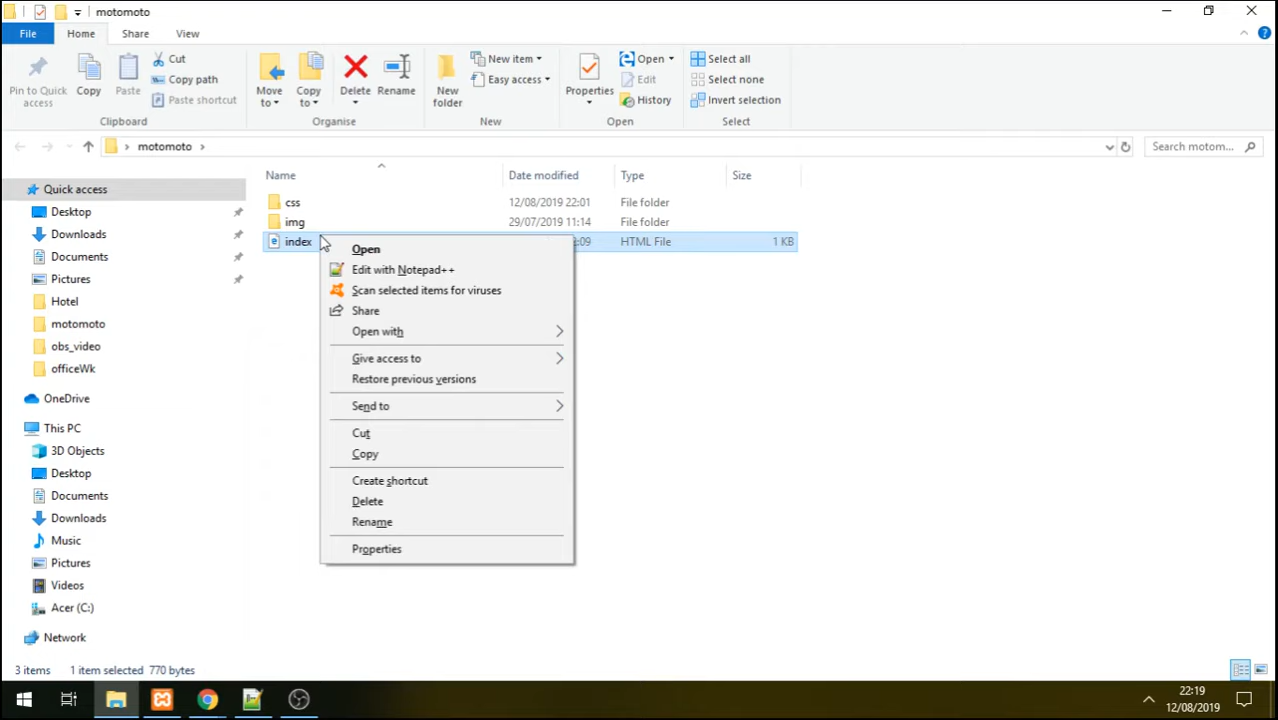 motomoto
File Home Share View
Pin to Quick access
Copy
Paste
Cut
Copy path
Paste shortcut
Clipboard
Move to
Copy to
Delete
Rename
Organise
New folder
New item
Easy access
New
Properties
Open
Edit
History
Open
Select all
Select none
Invert selection
Select
motomoto
Search motom...
Name Date modified Type Size
css 12/08/2019 22:01 File folder
img 29/07/2019 11:14 File folder
index :09 HTML File 1 KB
Quick access
Desktop
Downloads
Documents
Pictures
Hotel
motomoto
obs_video
officeWk
OneDrive
This PC
3D Objects
Desktop
Documents
Downloads
Music
Pictures
Videos
Acer (C:)
Network
Open
Edit with Notepad++
Scan selected items for viruses
Share
Open with
Give access to
Restore previous versions
Send to
Cut
Copy
Create shortcut
Delete
Rename
Properties
3 items 1 item selected 770 bytes
22:19
12/08/2019